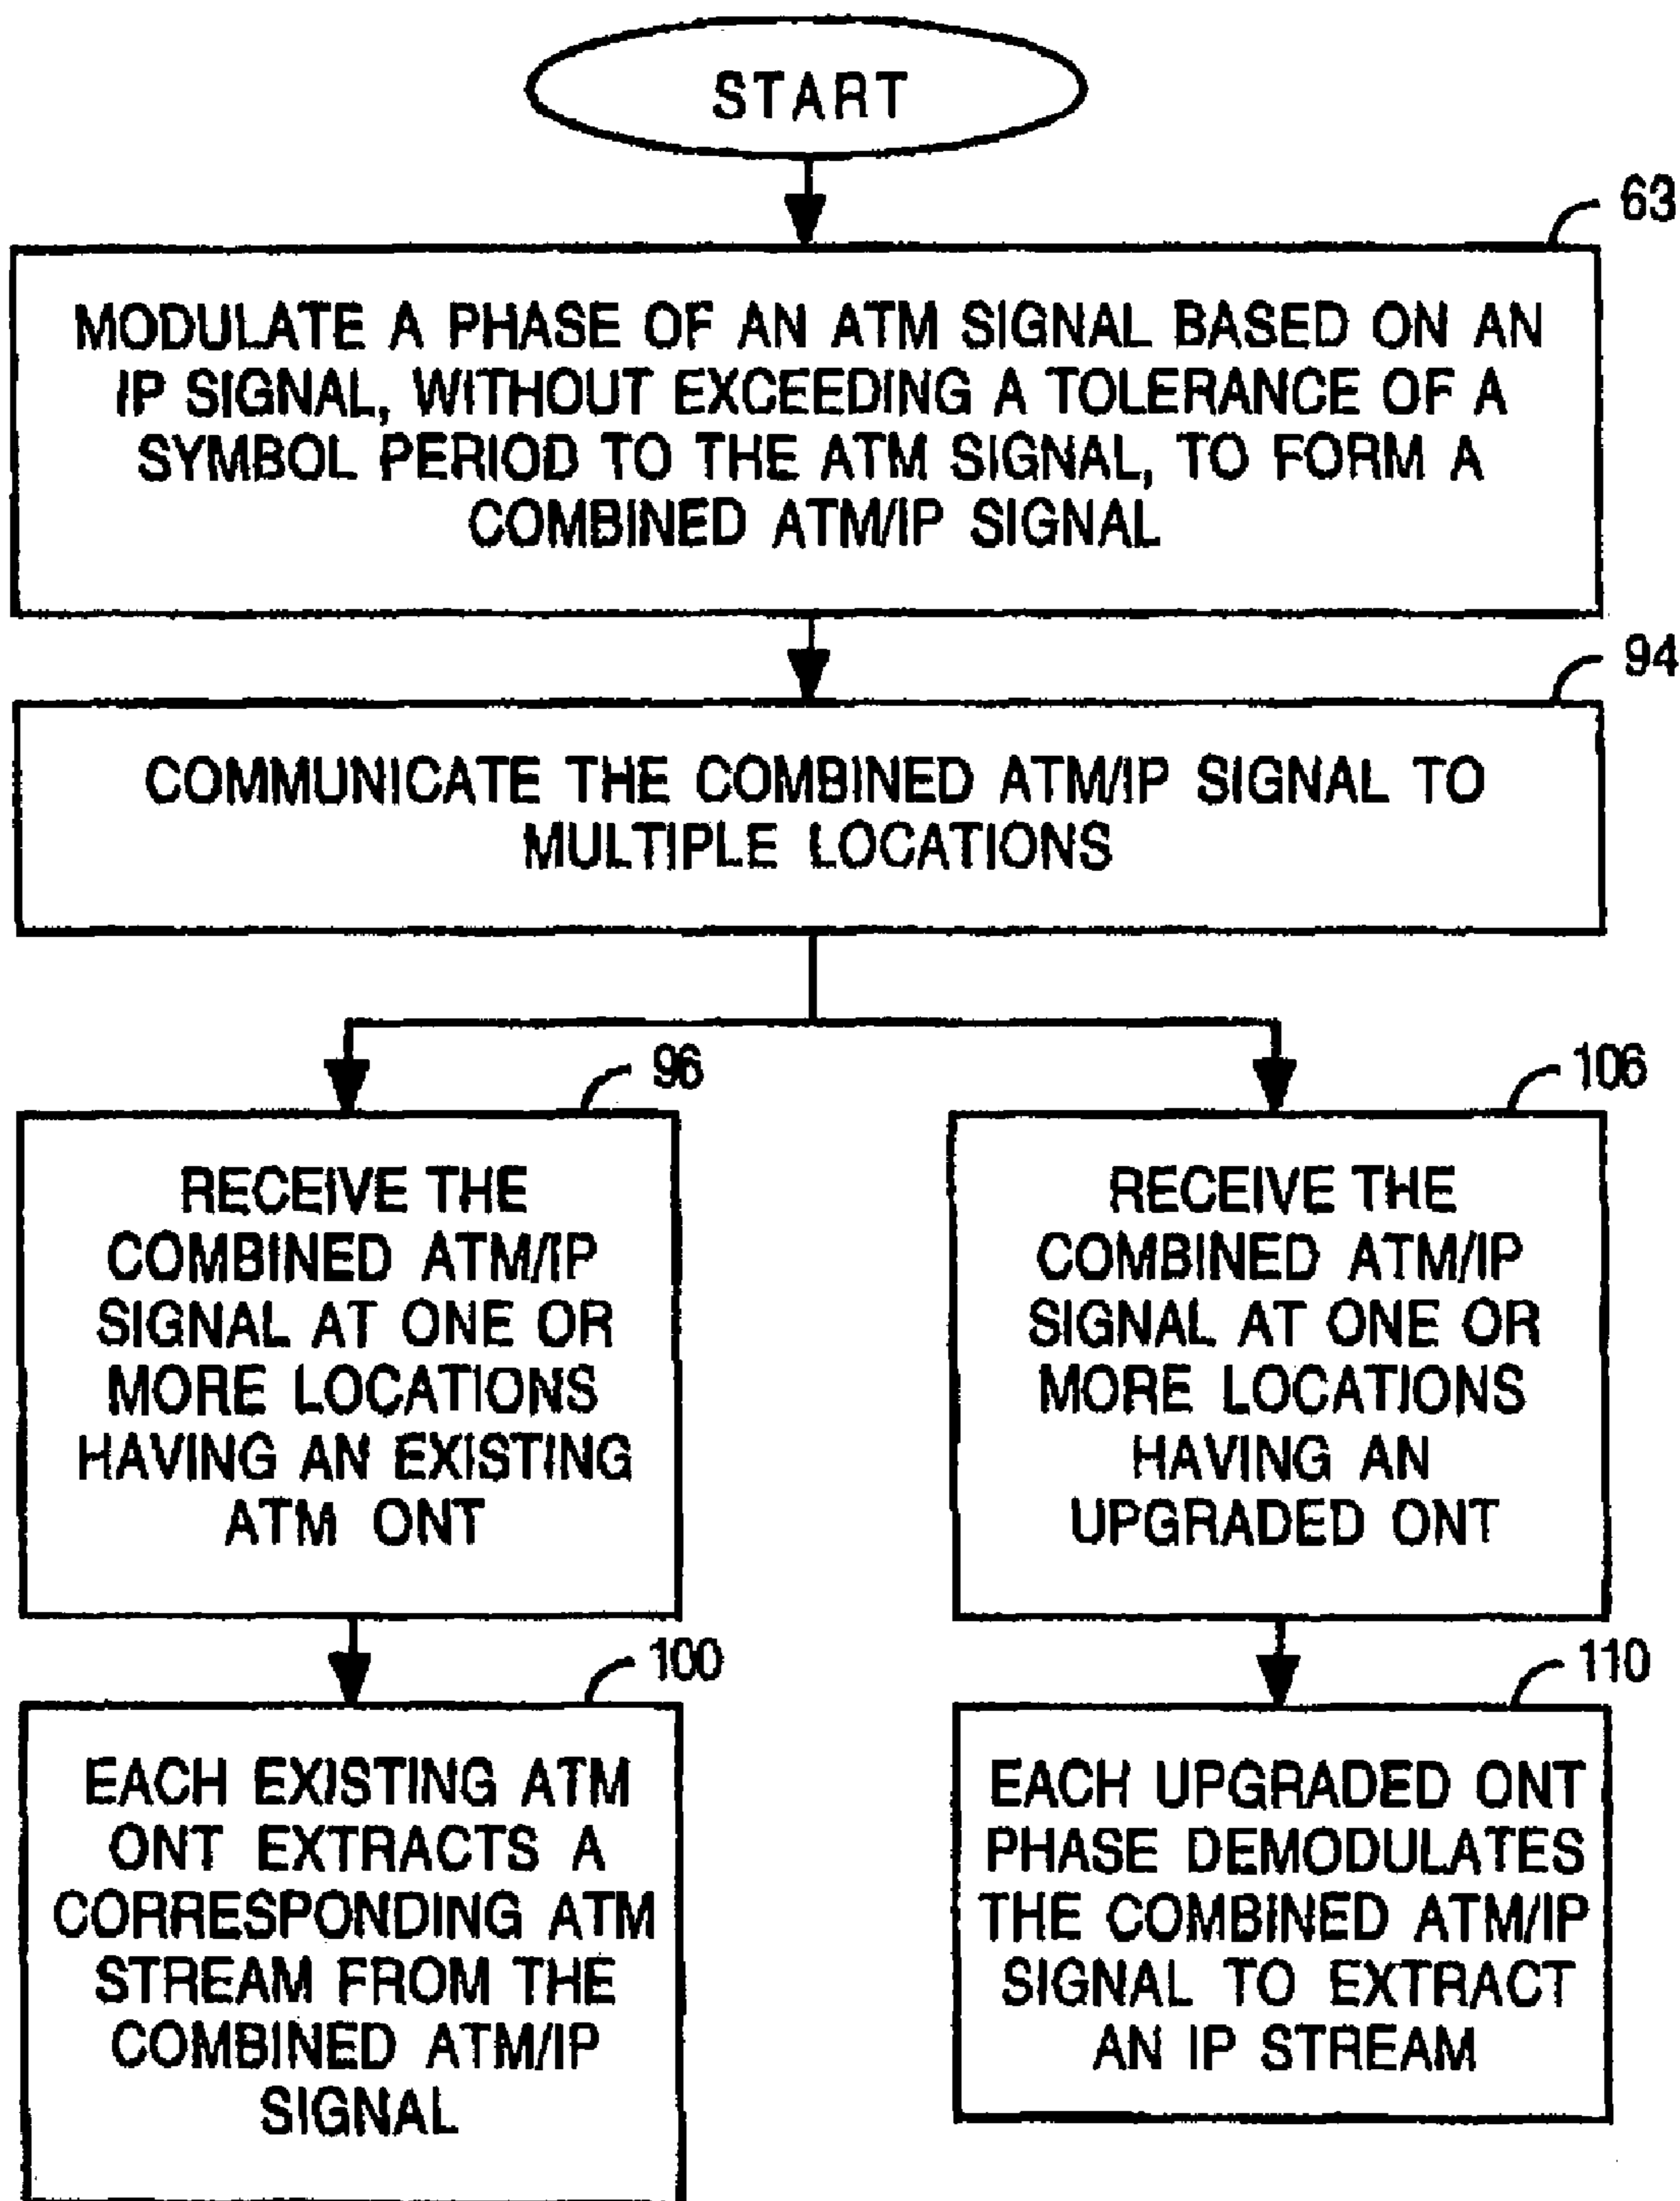 START
63
MODULATE A PHASE OF AN ATM SIGNAL BASED ON AN
IP SIGNAL, WITHOUT EXCEEDING A TOLERANCE OF A
SYMBOL PERIOD TO THE ATM SIGNAL, TO FORM A
COMBINED ATM/IP SIGNAL
94
COMMUNICATE THE COMBINED ATM/IP SIGNAL TO
MULTIPLE LOCATIONS
96
RECEIVE THE
COMBINED ATM/IP
SIGNAL AT ONE OR
MORE LOCATIONS
HAVING AN EXISTING
ATM ONT
106
RECEIVE THE
COMBINED ATM/IP
SIGNAL AT ONE OR
MORE LOCATIONS
HAVING AN
UPGRADED ONT
100
EACH EXISTING ATM
ONT EXTRACTS A
CORRESPONDING ATM
STREAM FROM THE
COMBINED ATM/IP
SIGNAL
110
EACH UPGRADED ONT
PHASE DEMODULATES
THE COMBINED ATM/IP
SIGNAL TO EXTRACT
AN IP STREAM